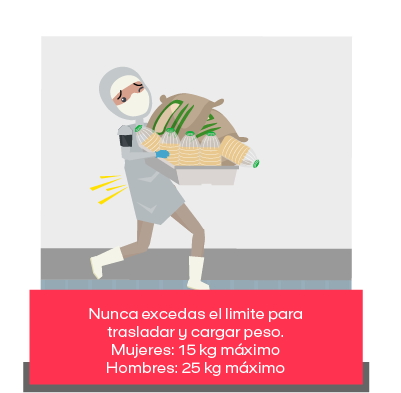 Nunca excedas el limite para
trasladar y cargar peso.
Mujeres: 15 kg máximo
Hombres: 25 kg máximo